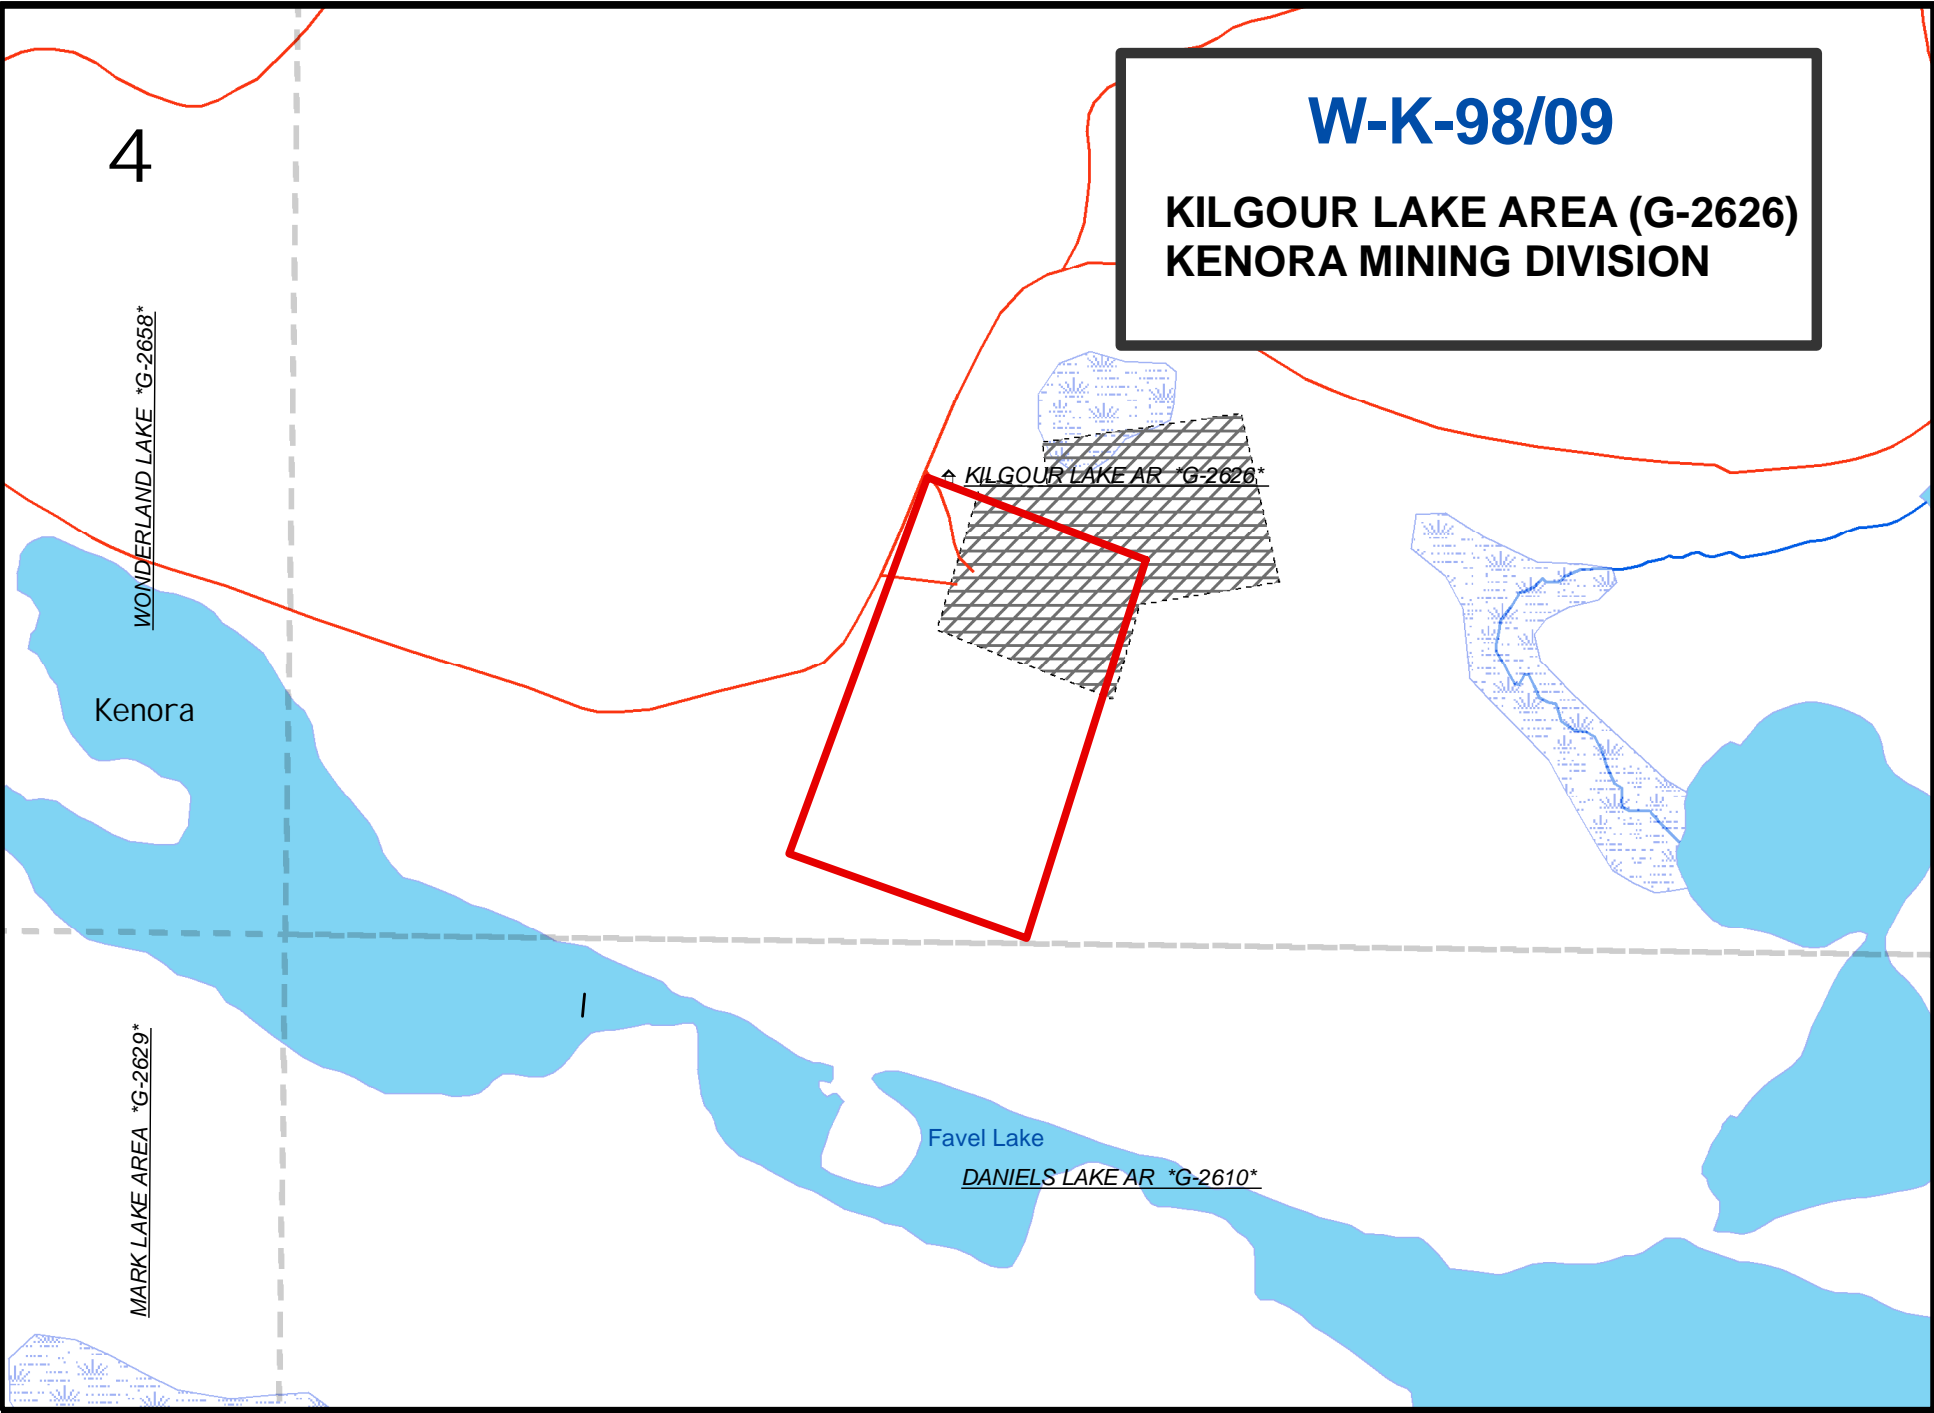 W-K-98/09
KILGOUR LAKE AREA (G-2626)
KENORA MINING DIVISION
4
WONDERLAND LAKE *G-2658*
KILGOUR LAKE AR *G-2626*
Kenora
I
MARK LAKE AREA *G-2629*
Favel Lake
DANIELS LAKE AR *G-2610*